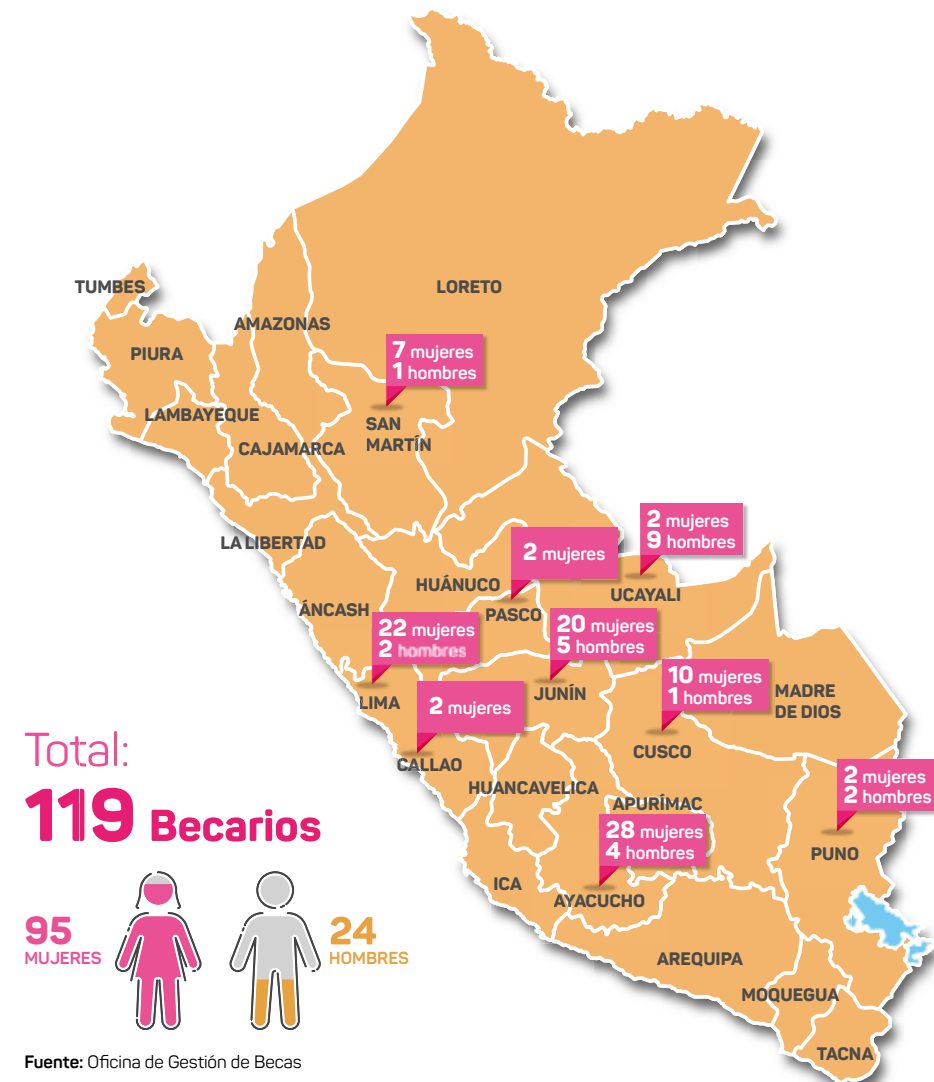 TUMBES
LORETO
AMAZONAS
PIURA
7 mujeres
1 hombres
LAMBAYEQUE
SAN
MARTÍN
CAJAMARCA
2 mujeres
9 hombres
LA LIBERTAD
2 mujeres
HUÁNUCO
UCAYALI
ÁNCASH
PASCO
22 mujeres
2 hombres
20 mujeres
5 hombres
10 mujeres
1 hombres
JUNÍN
MADRE
DE DIOS
LIMA
2 mujeres
CUSCO
CALLAO
HUANCAVELICA
2 mujeres
2 hombres
APURÍMAC
28 mujeres
4 hombres
PUNO
ICA
AYACUCHO
AREQUIPA
MOQUEGUA
TACNA
Total:
119 Becarios
95
MUJERES
24
HOMBRES
Fuente: Oficina de Gestión de Becas